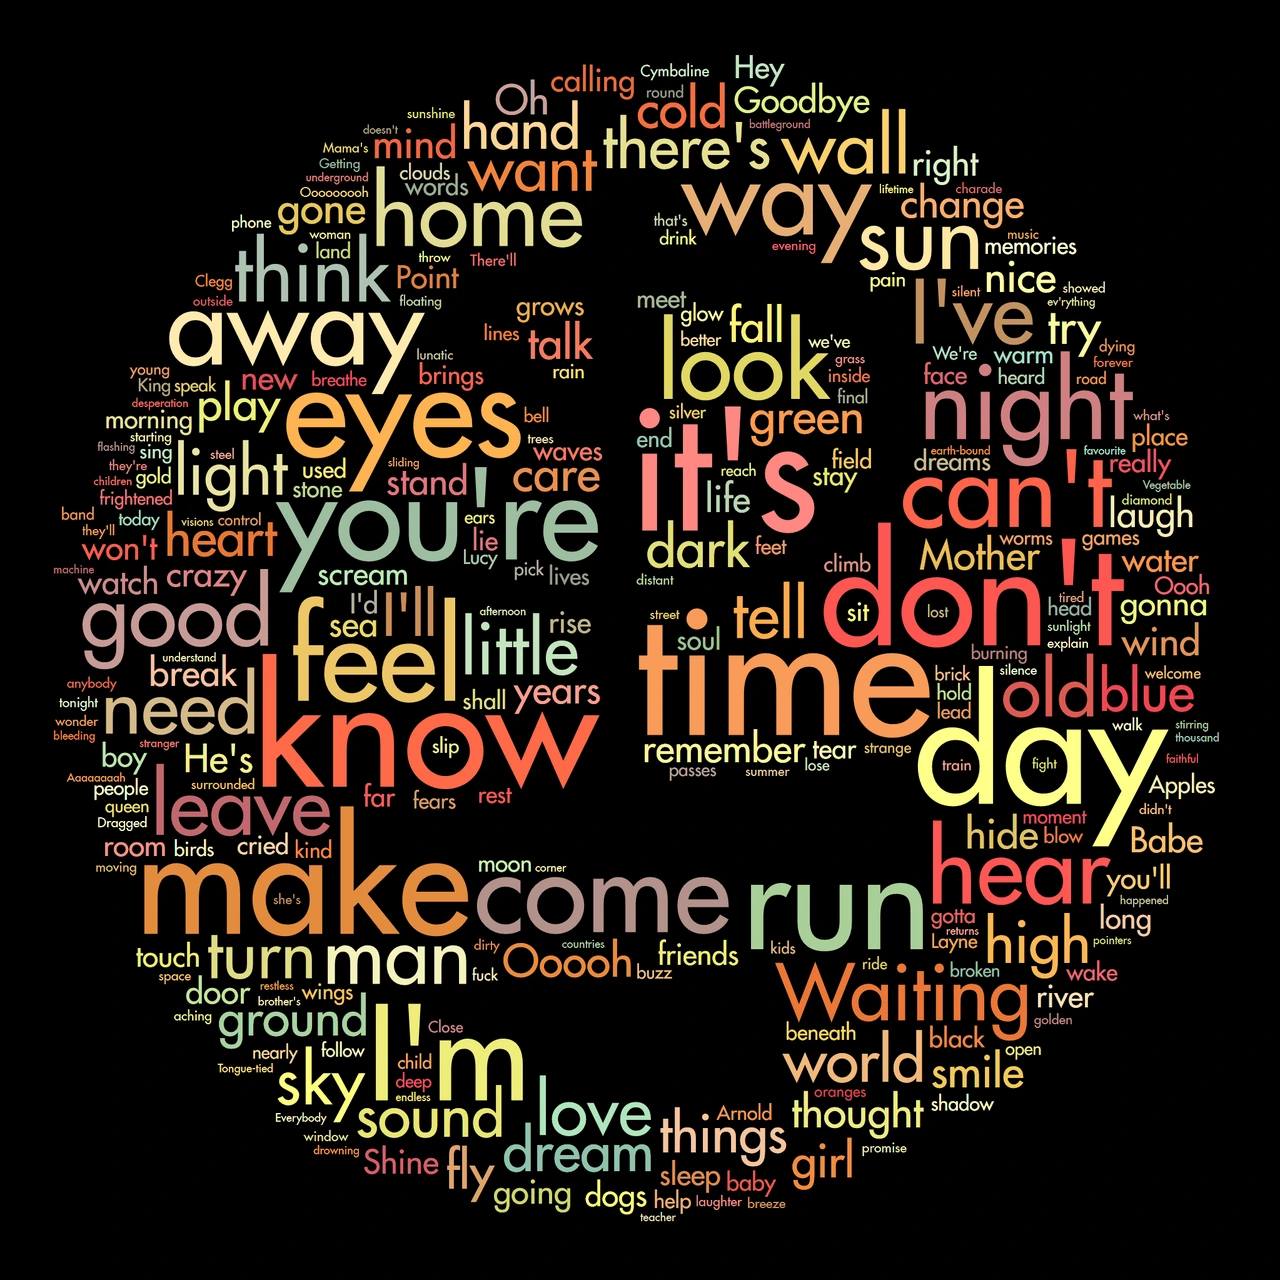 Hey
Cymbaline
calling
round
Oh
cold
Goodbye
sunshine
hand
there's
wall
battleground
doesn't
mind
Mama's
want
right
Getting
clouds
underground
words
home
way
lifetime
charade
Oooooooh
gone
change
phone
that's
sun
music
woman
drink
memories
land
evening
think
throw
There'll
Clegg
Point
pain
nice
showed
outside
floating
meet
I've
silent
ev'rything
away
grows
glow
fall
try
lines
talk
better
look
we've
dying
lunatic
We're
warm
night
forever
young
rain
grass
face
heard
road
King
speak
new
breathe
brings
inside
desperation
play
eyes
final
morning
bell
silver
green
what's
starting
trees
end
it's
place
flashing
sing
steel
waves
earth-bound
favourite
they're
light
used
sliding
field
dreams
really
gold
stand
care
reach
stay
can't
children
stone
Vegetable
frightened
you're
life
diamond
band
today
visions
control
ears
laugh
they'll
heart
lie
dark
feet
worms
games
won't
Lucy
Mother
machine
watch
crazy
scream
pick
lives
distant
climb
don't
water
good
I'd
I'll
afternoon
tell
sit
lost
tired
Oooh
feel
sea
little
rise
street
time
head
gonna
soul
sunlight
understand
explain
wind
break
burning
anybody
shall
years
brick
silence
welcome
tonight
need
know
hold
old
blue
wonder
slip
lead
day
walk
stirring
bleeding
stranger
remember
tear
strange
thousand
boy
He's
passes
summer
lose
train
fight
faithful
Aaaaaaaah
surrounded
people
far
fears
rest
Apples
queen
leave
didn't
Dragged
moment
hide
blow
Babe
room
birds
cried
kind
hear
moving
make
moon
corner
you'll
she's
come
run
happened
gotta
long
returns
touch
turn
man
dirty
Ooooh
countries
friends
kids
Layne
high
pointers
space
fuck
buzz
Waiting
ride
broken
wake
door
restless
wings
brother's
river
aching
ground
I'm
Close
beneath
golden
nearly
follow
black
Tongue-tied
sky
child
world
open
deep
smile
endless
oranges
Everybody
sound
love
Arnold
thought
shadow
window
things
drowning
dream
promise
Shine
fly
girl
sleep
baby
going
dogs
help
laughter
breeze
teacher